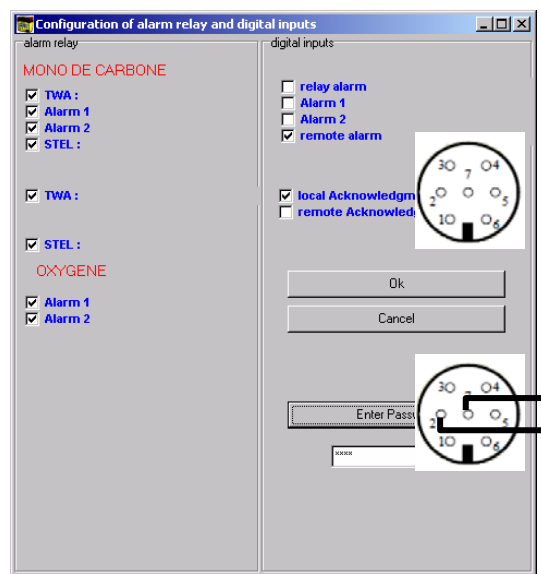 Configuration of alarm relay and digital inputs
alarm relay
MONO DE CARBONE
TWA :
Alarm 1
Alarm 2
STEL :
TWA :
STEL :
OXYGENE
Alarm 1
Alarm 2
digital inputs
relay alarm
Alarm 1
Alarm 2
remote alarm
local Acknowledgm
remote Acknowled
3 7 4
2 5
1 6
Ok
Cancel
3 7 4
2 5
1 6
Enter Passw
xxxx